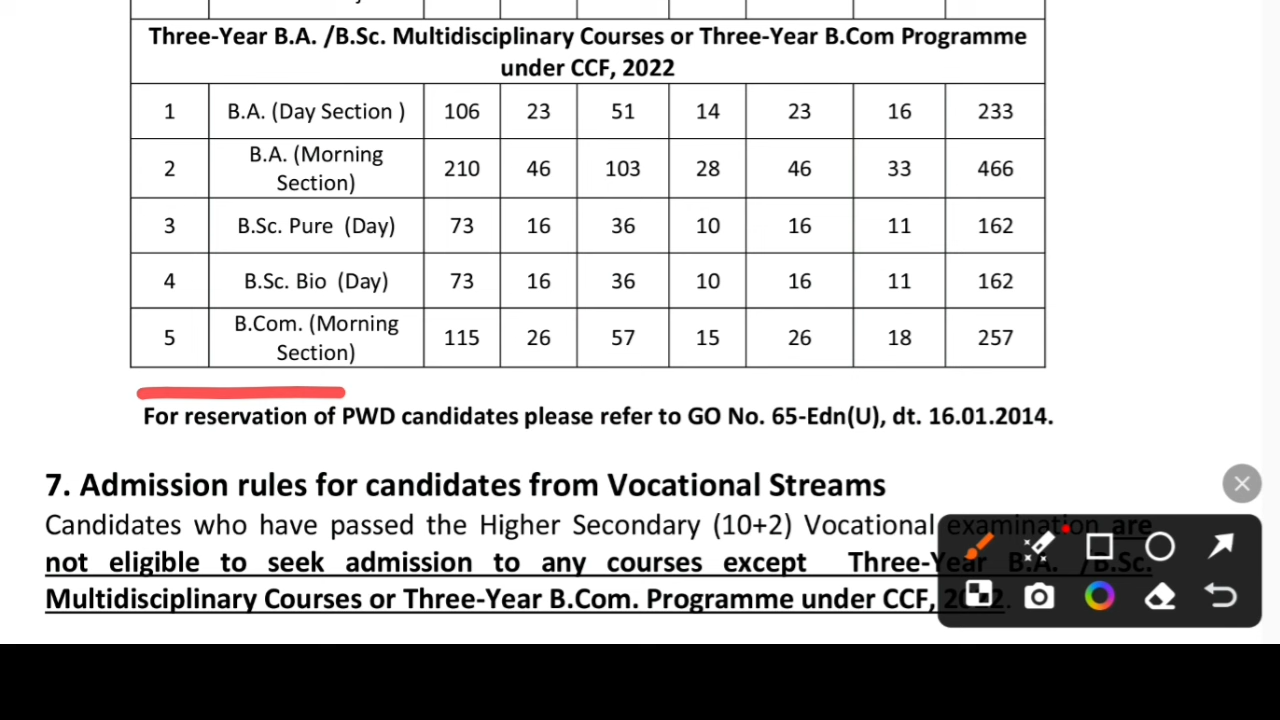 Three-Year B.A. /B.Sc. Multidisciplinary Courses or Three-Year B.Com Programme
under CCF, 2022
1 B.A. (Day Section ) 106 23 51 14 23 16 233
2 B.A. (Morning Section) 210 46 103 28 46 33 466
3 B.Sc. Pure (Day) 73 16 36 10 16 11 162
4 B.Sc. Bio (Day) 73 16 36 10 16 11 162
5 B.Com. (Morning Section) 115 26 57 15 26 18 257
For reservation of PWD candidates please refer to GO No. 65-Edn(U), dt. 16.01.2014.
7. Admission rules for candidates from Vocational Streams
Candidates who have passed the Higher Secondary (10+2) Vocational examination are
not eligible to seek admission to any courses except Three-Year B.A. /B.Sc.
Multidisciplinary Courses or Three-Year B.Com. Programme under CCF, 2022.